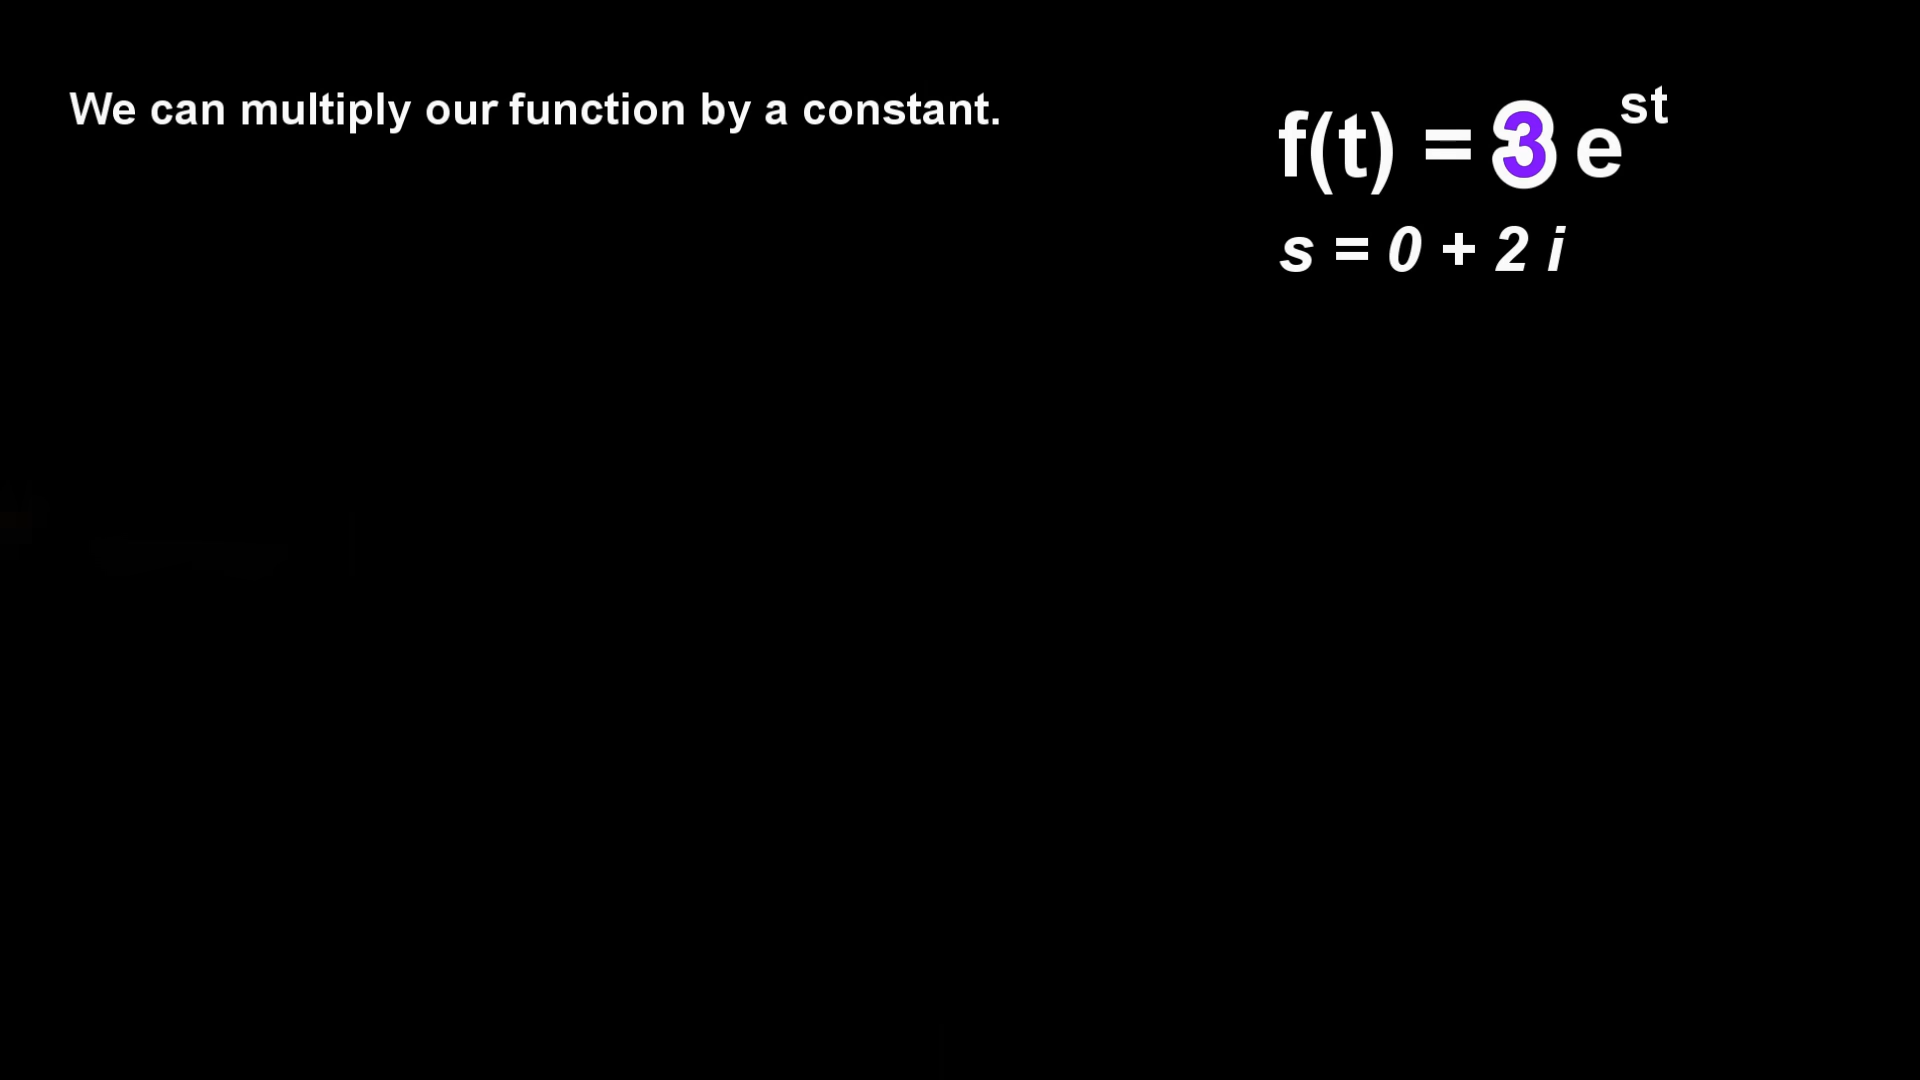 We can multiply our function by a constant.
f(t) = 3 e^st
s = 0 + 2 i